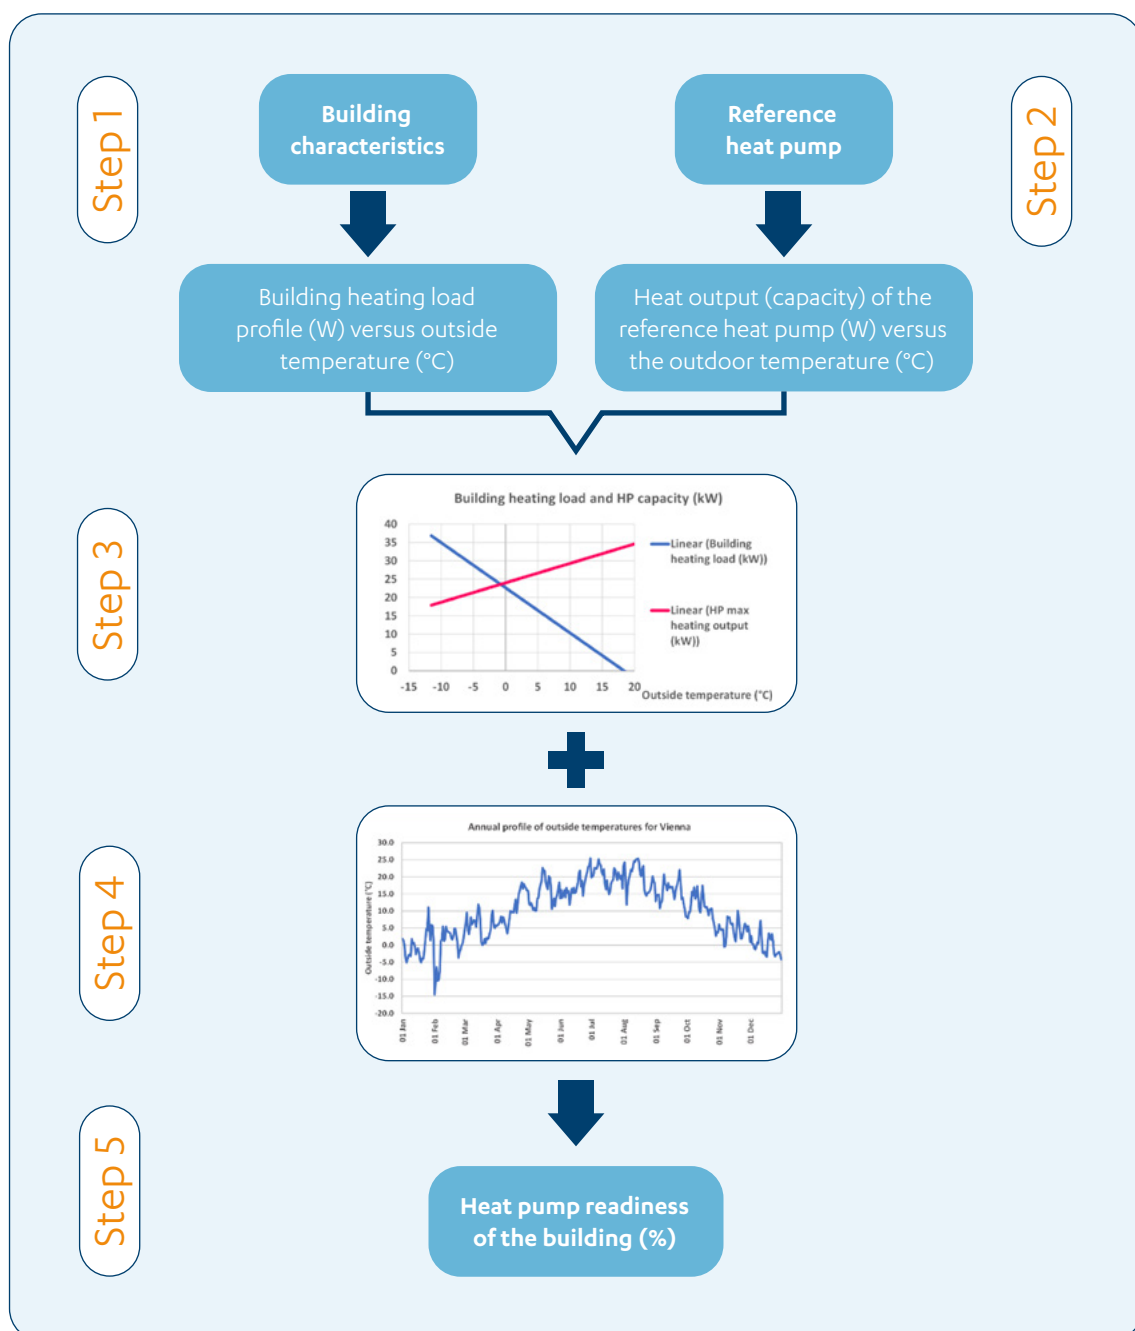 Step 1
Building
characteristics
Reference
heat pump
Step 2
Building heating load
profile (W) versus outside
temperature (°C)
Heat output (capacity) of the
reference heat pump (W) versus
the outdoor temperature (°C)
Step 3
Building heating load and HP capacity (kW)
40
35
30
25
20
15
10
5
0
-15 -10 -5 0 5 10 15 20
Outside temperature (°C)
Linear (Building
heating load (kW))
Linear (HP max
heating output
(kW))
Step 4
Annual profile of outside temperatures for Vienna
Outside temperature (°C)
30.0
25.0
20.0
15.0
10.0
5.0
0.0
-5.0
-10.0
-15.0
-20.0
01 Jan
01 Feb
01 Mar
01 Apr
01 May
01 Jun
01 Jul
01 Aug
01 Sep
01 Oct
01 Nov
01 Dec
Step 5
Heat pump readiness
of the building (%)